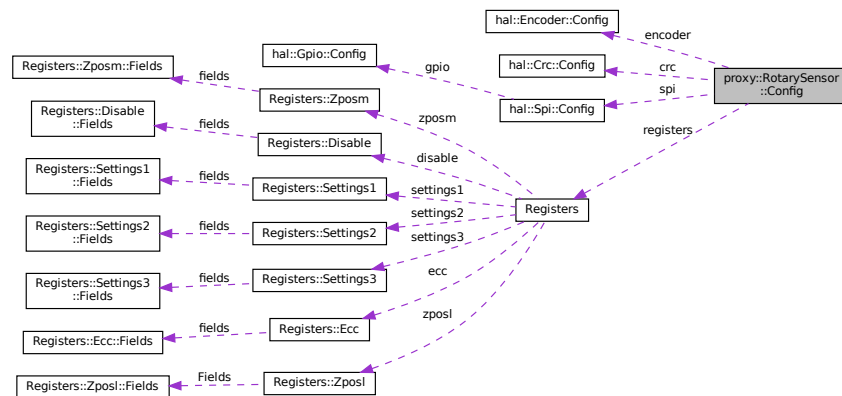 hal::Encoder::Config
encoder
hal::Gpio::Config
hal::Crc::Config
crc
proxy::RotarySensor
::Config
Registers::Zposm::Fields
fields
gpio
spi
Registers::Zposm
hal::Spi::Config
Registers::Disable
::Fields
fields
zposm
registers
Registers::Disable
disable
Registers::Settings1
::Fields
fields
Registers::Settings1
settings1
Registers
Registers::Settings2
::Fields
fields
Registers::Settings2
settings2
settings3
Registers::Settings3
::Fields
fields
Registers::Settings3
ecc
Registers::Ecc::Fields
fields
Registers::Ecc
zposl
Registers::Zposl::Fields
Fields
Registers::Zposl